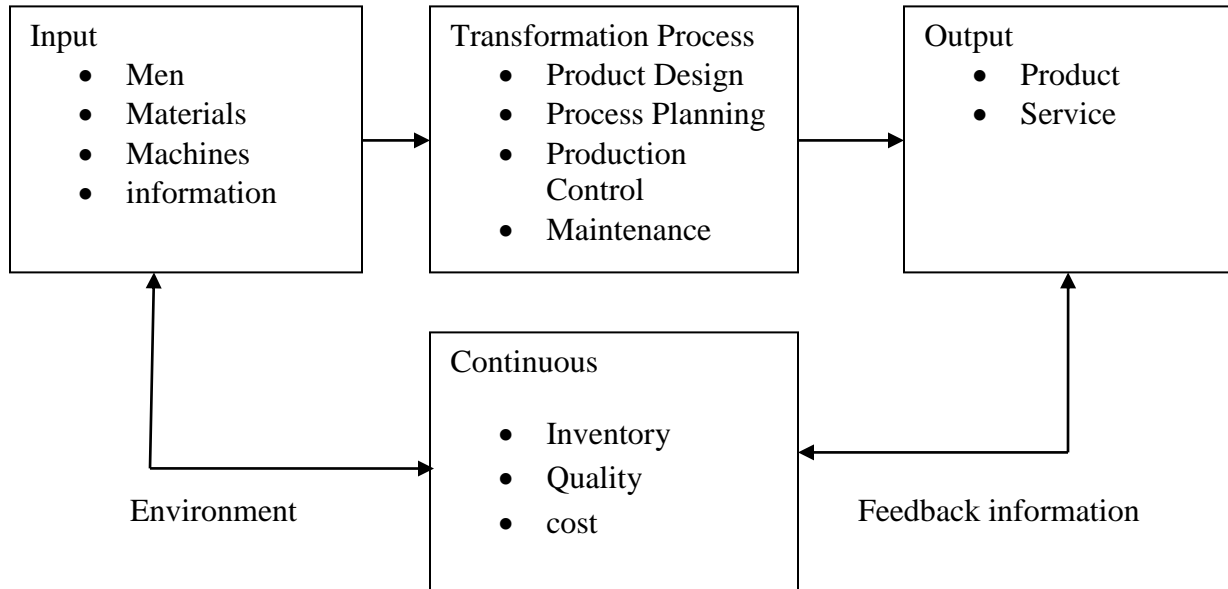 Input
• Men
• Materials
• Machines
• information
Transformation Process
• Product Design
• Process Planning
• Production
Control
• Maintenance
Output
• Product
• Service
Continuous
• Inventory
• Quality
• cost
Environment
Feedback information